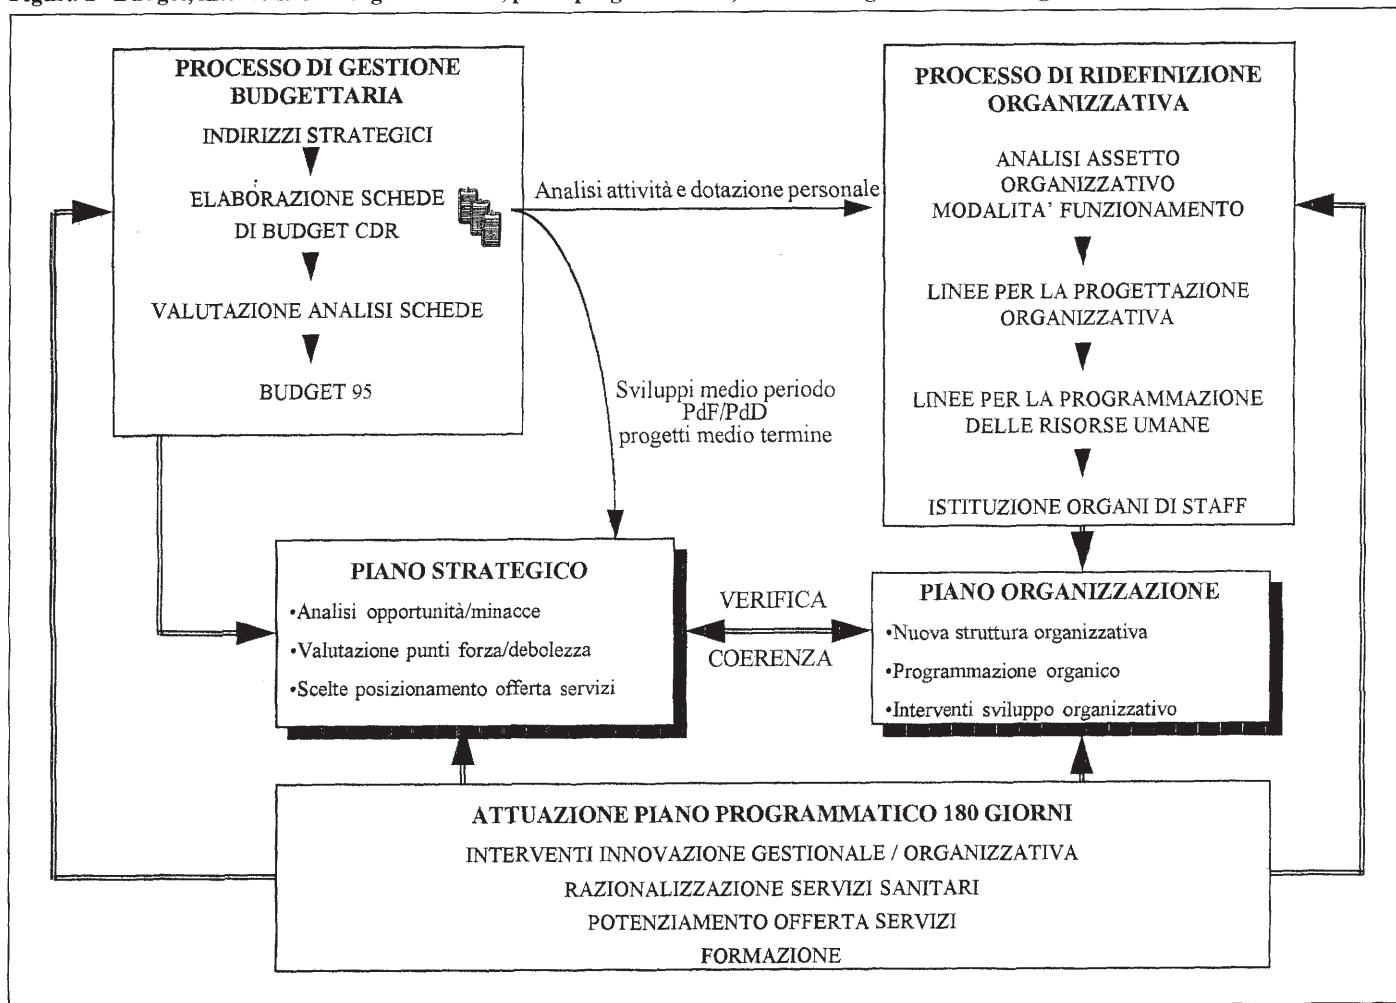 PROCESSO DI GESTIONE
BUDGETTARIA
INDIRIZZI STRATEGICI
ELABORAZIONE SCHEDE
DI BUDGET CDR
VALUTAZIONE ANALISI SCHEDE
BUDGET 95
Analisi attività e dotazione personale
Sviluppi medio periodo
PdF/PdD
progetti medio termine
PROCESSO DI RIDEFINIZIONE
ORGANIZZATIVA
ANALISI ASSETTO
ORGANIZZATIVO
MODALITA' FUNZIONAMENTO
LINEE PER LA PROGETTAZIONE
ORGANIZZATIVA
LINEE PER LA PROGRAMMAZIONE
DELLE RISORSE UMANE
ISTITUZIONE ORGANI DI STAFF
PIANO STRATEGICO
•Analisi opportunità/minacce
•Valutazione punti forza/debolezza
•Scelte posizionamento offerta servizi
VERIFICA
COERENZA
PIANO ORGANIZZAZIONE
•Nuova struttura organizzativa
•Programmazione organico
•Interventi sviluppo organizzativo
ATTUAZIONE PIANO PROGRAMMATICO 180 GIORNI
INTERVENTI INNOVAZIONE GESTIONALE / ORGANIZZATIVA
RAZIONALIZZAZIONE SERVIZI SANITARI
POTENZIAMENTO OFFERTA SERVIZI
FORMAZIONE